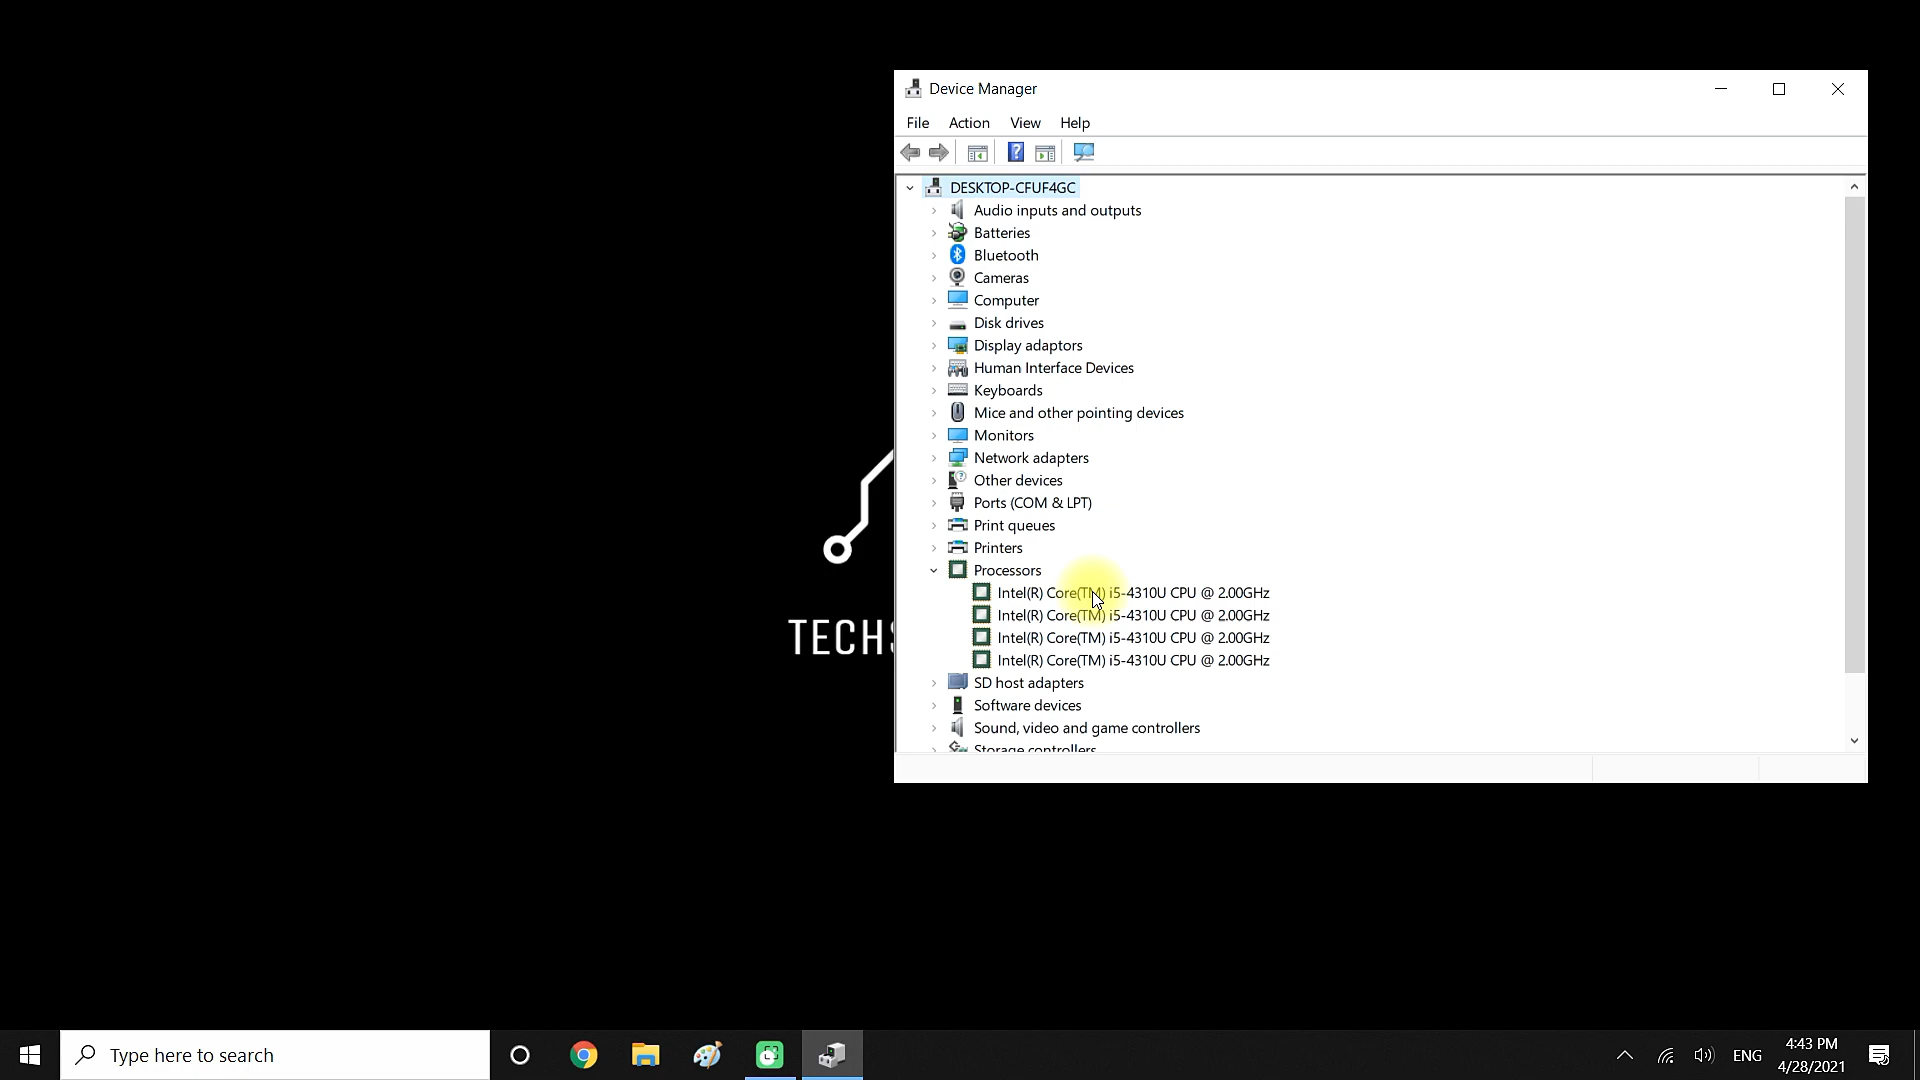 Device Manager
File Action View Help
DESKTOP-CFUF4GC
Audio inputs and outputs
Batteries
Bluetooth
Cameras
Computer
Disk drives
Display adaptors
Human Interface Devices
Keyboards
Mice and other pointing devices
Monitors
Network adapters
Other devices
Ports (COM & LPT)
Print queues
Printers
Processors
Intel(R) Core(TM) i5-4310U CPU @ 2.00GHz
Intel(R) Core(TM) i5-4310U CPU @ 2.00GHz
Intel(R) Core(TM) i5-4310U CPU @ 2.00GHz
Intel(R) Core(TM) i5-4310U CPU @ 2.00GHz
SD host adapters
Software devices
Sound, video and game controllers
Storage controllers
TECHS
Type here to search
ENG
4:43 PM
4/28/2021